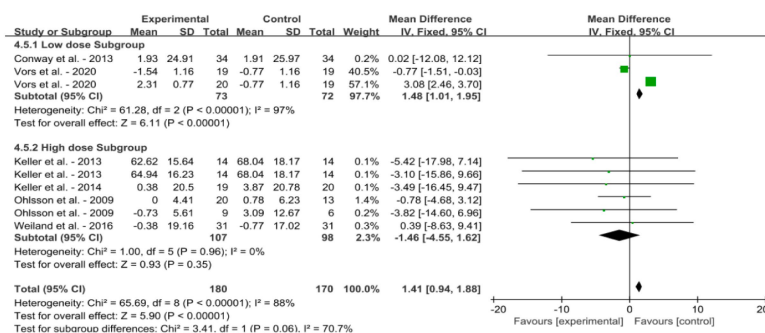 Experimental Control Mean Difference Mean Difference
Study or Subgroup Mean SD Total Mean SD Total Weight IV, Fixed, 95% CI IV, Fixed, 95% CI
4.5.1 Low dose Subgroup
Conway et al. - 2013 1.93 24.91 34 1.91 25.97 34 0.2% 0.02 [-12.08, 12.12]
Vors et al. - 2020 -1.54 1.16 19 -0.77 1.16 19 40.5% -0.77 [-1.51, -0.03]
Vors et al. - 2020 2.31 0.77 20 -0.77 1.16 19 57.1% 3.08 [2.46, 3.70]
Subtotal (95% CI) 73 72 97.7% 1.48 [1.01, 1.95]
Heterogeneity: Chi² = 61.28, df = 2 (P < 0.00001); I² = 97%
Test for overall effect: Z = 6.11 (P < 0.00001)
4.5.2 High dose Subgroup
Keller et al. - 2013 62.62 15.64 14 68.04 18.17 14 0.1% -5.42 [-17.98, 7.14]
Keller et al. - 2013 64.94 16.23 14 68.04 18.17 14 0.1% -3.10 [-15.86, 9.66]
Keller et al. - 2014 0.38 20.5 19 3.87 20.78 20 0.1% -3.49 [-16.45, 9.47]
Ohlsson et al. - 2009 0 4.41 20 0.78 6.23 13 1.4% -0.78 [-4.68, 3.12]
Ohlsson et al. - 2009 -0.73 5.61 9 3.09 12.67 6 0.2% -3.82 [-14.60, 6.96]
Weiland et al. - 2016 -0.38 19.16 31 -0.77 17.02 31 0.3% 0.39 [-8.63, 9.41]
Subtotal (95% CI) 107 98 2.3% -1.46 [-4.55, 1.62]
Heterogeneity: Chi² = 1.00, df = 5 (P = 0.96); I² = 0%
Test for overall effect: Z = 0.93 (P = 0.35)
Total (95% CI) 180 170 100.0% 1.41 [0.94, 1.88]
Heterogeneity: Chi² = 65.69, df = 8 (P < 0.00001); I² = 88%
Test for overall effect: Z = 5.90 (P < 0.00001)
Test for subgroup differences: Chi² = 3.41, df = 1 (P = 0.06), I² = 70.7%
-20 -10 0 10 20
Favours [experimental] Favours [control]